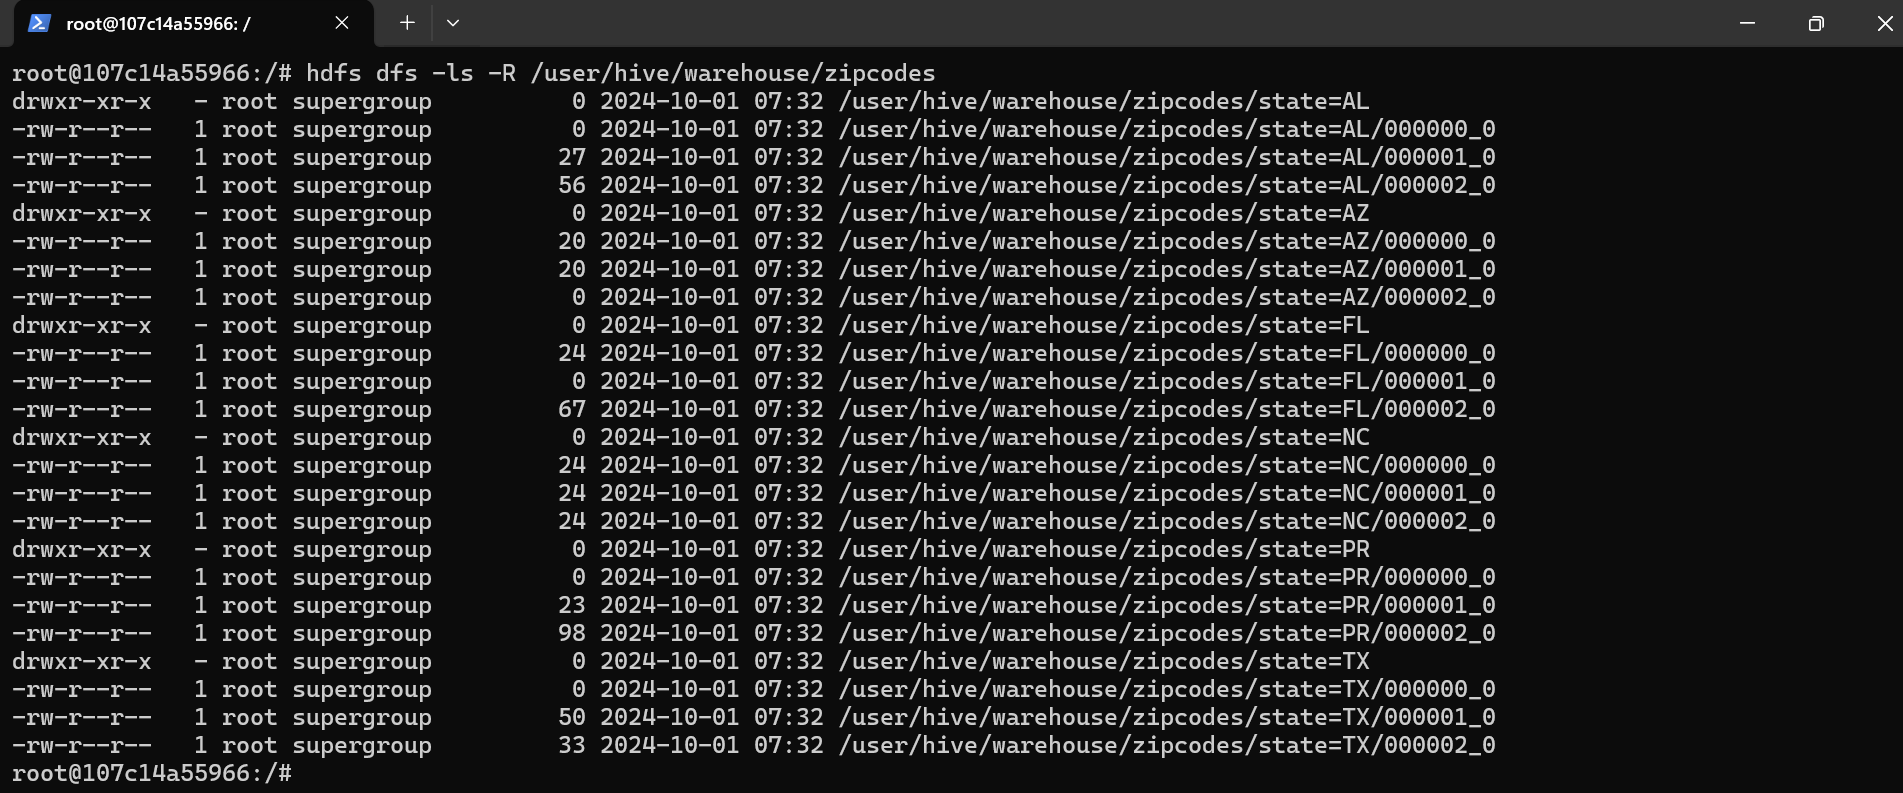 root@107c14a55966: /
root@107c14a55966:/# hdfs dfs -ls -R /user/hive/warehouse/zipcodes
drwxr-xr-x   - root supergroup          0 2024-10-01 07:32 /user/hive/warehouse/zipcodes/state=AL
-rw-r--r--   1 root supergroup          0 2024-10-01 07:32 /user/hive/warehouse/zipcodes/state=AL/000000_0
-rw-r--r--   1 root supergroup         27 2024-10-01 07:32 /user/hive/warehouse/zipcodes/state=AL/000001_0
-rw-r--r--   1 root supergroup         56 2024-10-01 07:32 /user/hive/warehouse/zipcodes/state=AL/000002_0
drwxr-xr-x   - root supergroup          0 2024-10-01 07:32 /user/hive/warehouse/zipcodes/state=AZ
-rw-r--r--   1 root supergroup         20 2024-10-01 07:32 /user/hive/warehouse/zipcodes/state=AZ/000000_0
-rw-r--r--   1 root supergroup         20 2024-10-01 07:32 /user/hive/warehouse/zipcodes/state=AZ/000001_0
-rw-r--r--   1 root supergroup          0 2024-10-01 07:32 /user/hive/warehouse/zipcodes/state=AZ/000002_0
drwxr-xr-x   - root supergroup          0 2024-10-01 07:32 /user/hive/warehouse/zipcodes/state=FL
-rw-r--r--   1 root supergroup         24 2024-10-01 07:32 /user/hive/warehouse/zipcodes/state=FL/000000_0
-rw-r--r--   1 root supergroup          0 2024-10-01 07:32 /user/hive/warehouse/zipcodes/state=FL/000001_0
-rw-r--r--   1 root supergroup         67 2024-10-01 07:32 /user/hive/warehouse/zipcodes/state=FL/000002_0
drwxr-xr-x   - root supergroup          0 2024-10-01 07:32 /user/hive/warehouse/zipcodes/state=NC
-rw-r--r--   1 root supergroup         24 2024-10-01 07:32 /user/hive/warehouse/zipcodes/state=NC/000000_0
-rw-r--r--   1 root supergroup         24 2024-10-01 07:32 /user/hive/warehouse/zipcodes/state=NC/000001_0
-rw-r--r--   1 root supergroup         24 2024-10-01 07:32 /user/hive/warehouse/zipcodes/state=NC/000002_0
drwxr-xr-x   - root supergroup          0 2024-10-01 07:32 /user/hive/warehouse/zipcodes/state=PR
-rw-r--r--   1 root supergroup          0 2024-10-01 07:32 /user/hive/warehouse/zipcodes/state=PR/000000_0
-rw-r--r--   1 root supergroup         23 2024-10-01 07:32 /user/hive/warehouse/zipcodes/state=PR/000001_0
-rw-r--r--   1 root supergroup         98 2024-10-01 07:32 /user/hive/warehouse/zipcodes/state=PR/000002_0
drwxr-xr-x   - root supergroup          0 2024-10-01 07:32 /user/hive/warehouse/zipcodes/state=TX
-rw-r--r--   1 root supergroup          0 2024-10-01 07:32 /user/hive/warehouse/zipcodes/state=TX/000000_0
-rw-r--r--   1 root supergroup         50 2024-10-01 07:32 /user/hive/warehouse/zipcodes/state=TX/000001_0
-rw-r--r--   1 root supergroup         33 2024-10-01 07:32 /user/hive/warehouse/zipcodes/state=TX/000002_0
root@107c14a55966:/#